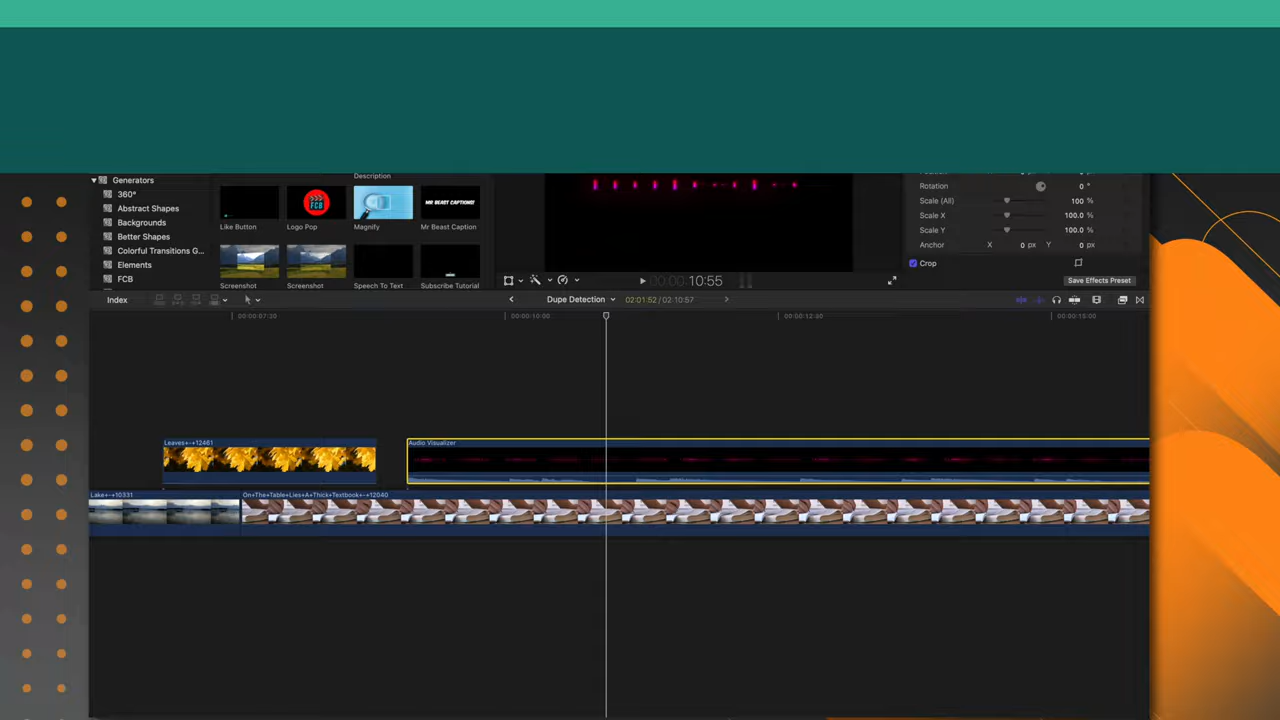 Description
Generators
360°
Abstract Shapes
Backgrounds
Better Shapes
Colorful Transitions G...
Elements
FCB
FCB
MR BEAST CAPTIONS!
Like Button
Logo Pop
Magnify
Mr Beast Caption
Screenshot
Screenshot
Speech To Text
Subscribe Tutorial
00:00:00:10:55
Rotation
0 °
Scale (All)
100 %
Scale X
100.0 %
Scale Y
100.0 %
Anchor
X
0 px
Y
0 px
Crop
Save Effects Preset
Index
Dupe Detection
02:01:52 / 02:10:57
00:00:07:30
00:00:10:00
00:00:12:30
00:00:15:00
Leaves+-+12461
Audio Visualizer
Lake+-+10331
On+The+Table+Lies+A+Thick+Textbook+-+12040